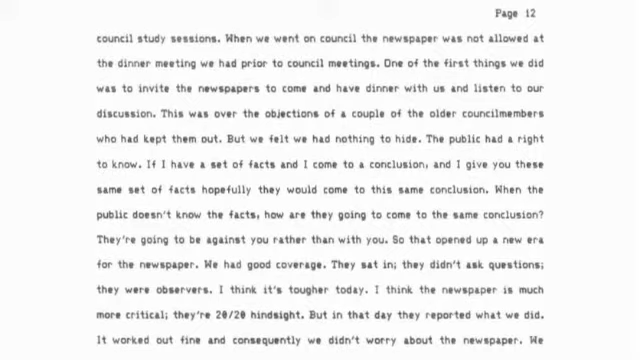 Page 12
council study sessions. When we went on council the newspaper was not allowed at
the dinner meeting we had prior to council meetings. One of the first things we did
was to invite the newspapers to come and have dinner with us and listen to our
discussion. This was over the objections of a couple of the older councilmembers
who had kept them out. But we felt we had nothing to hide. The public had a right
to know. If I have a set of facts and I come to a conclusion, and I give you these
same set of facts hopefully they would come to this same conclusion. When the
public doesn't know the facts, how are they going to come to the same conclusion?
They're going to be against you rather than with you. So that opened up a new era
for the newspaper. We had good coverage. They sat in; they didn't ask questions;
they were observers. I think it's tougher today. I think the newspaper is much
more critical; they're 20/20 hindsight. But in that day they reported what we did.
It worked out fine and consequently we didn't worry about the newspaper. We